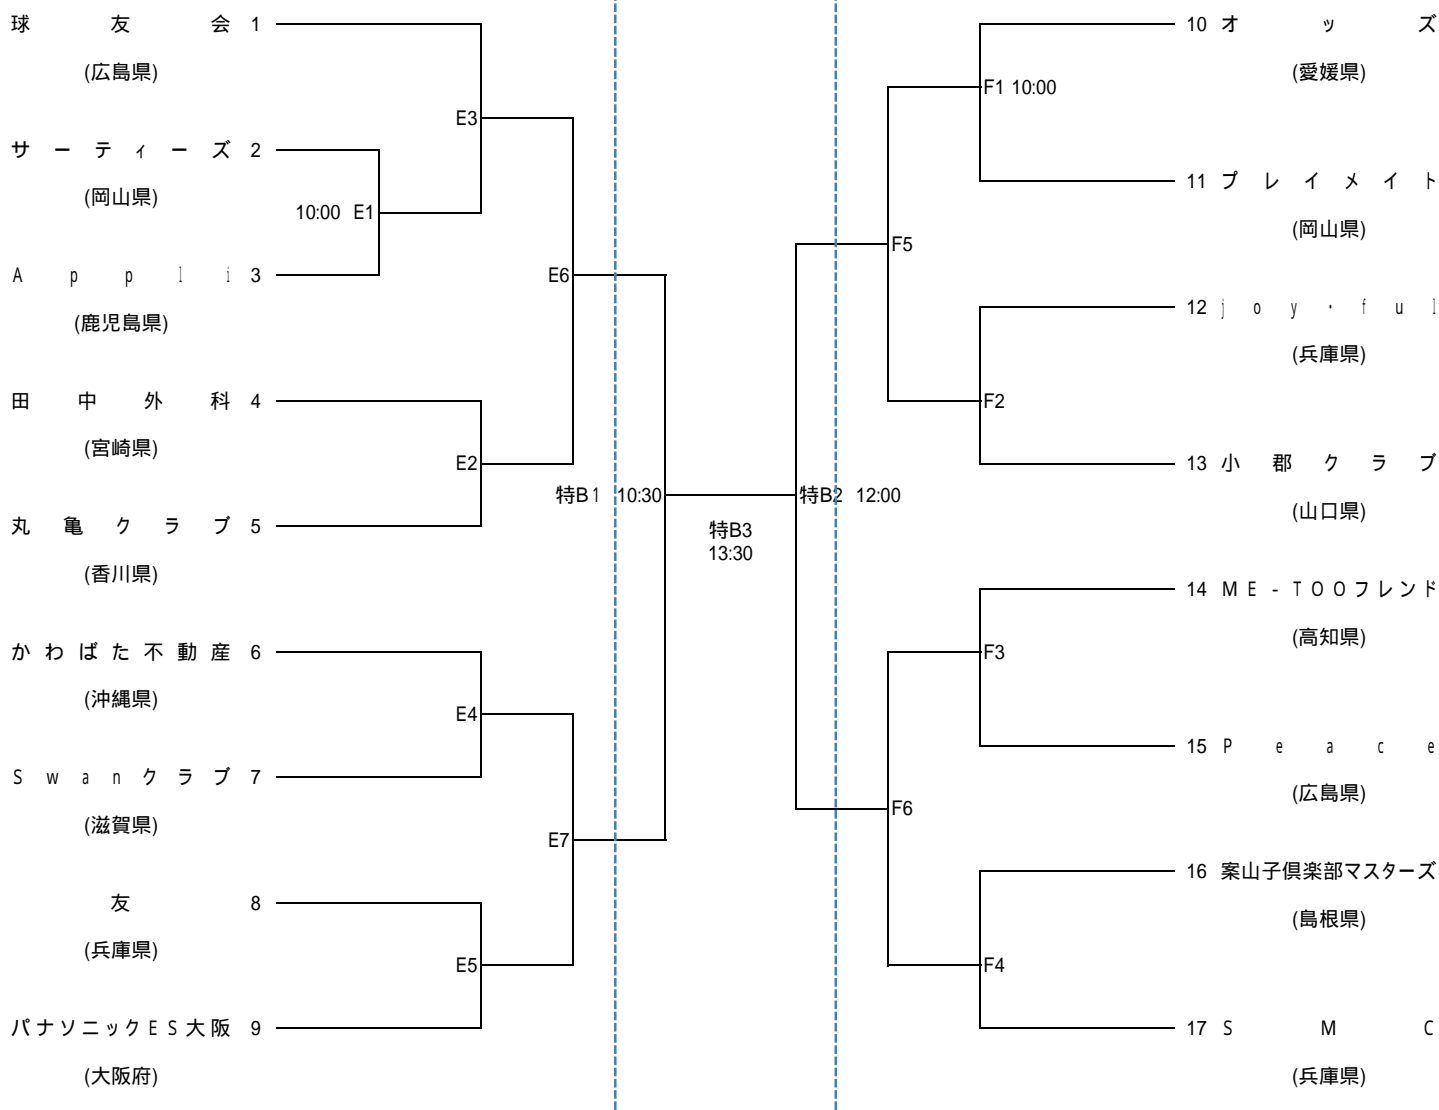 球友会 1
(広島県)
サーティーズ 2
(岡山県)
Appli 3
(鹿児島県)
田中外科 4
(宮崎県)
丸亀クラブ 5
(香川県)
かわばた不動産 6
(沖縄県)
Swanクラブ 7
(滋賀県)
友 8
(兵庫県)
パナソニックES大阪 9
(大阪府)
E3
10:00 E1
E6
E2
E4
E7
E5
特B1 10:30
特B3
13:30
特B2 12:00
F1 10:00
F5
F2
F3
F6
F4
10 オッズ
(愛媛県)
11 プレイメイト
(岡山県)
12 joy・ful
(兵庫県)
13 小郡クラブ
(山口県)
14 ME-TOOフレンド
(高知県)
15 Peace
(広島県)
16 案山子倶楽部マスターズ
(島根県)
17 SMC
(兵庫県)